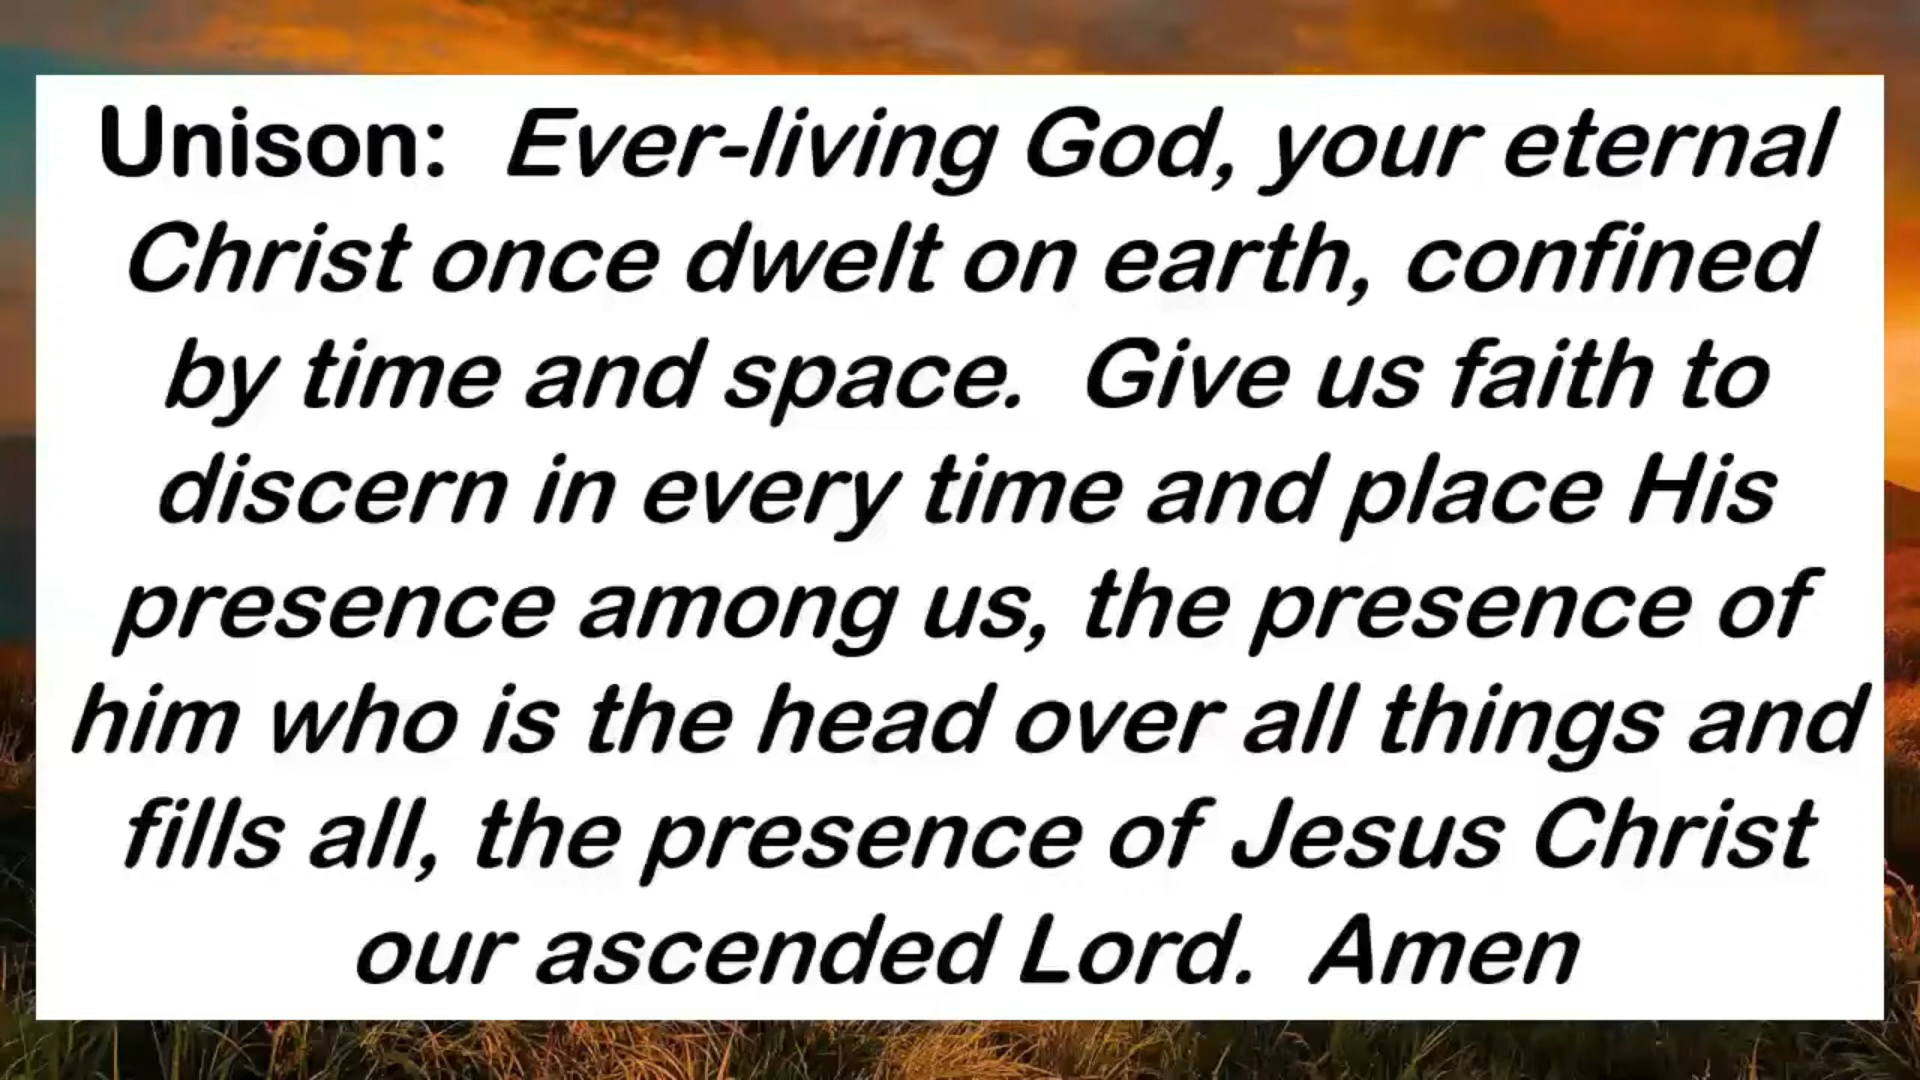 Unison:  Ever-living God, your eternal
Christ once dwelt on earth, confined
by time and space.  Give us faith to
discern in every time and place His
presence among us, the presence of
him who is the head over all things and
fills all, the presence of Jesus Christ
our ascended Lord.  Amen